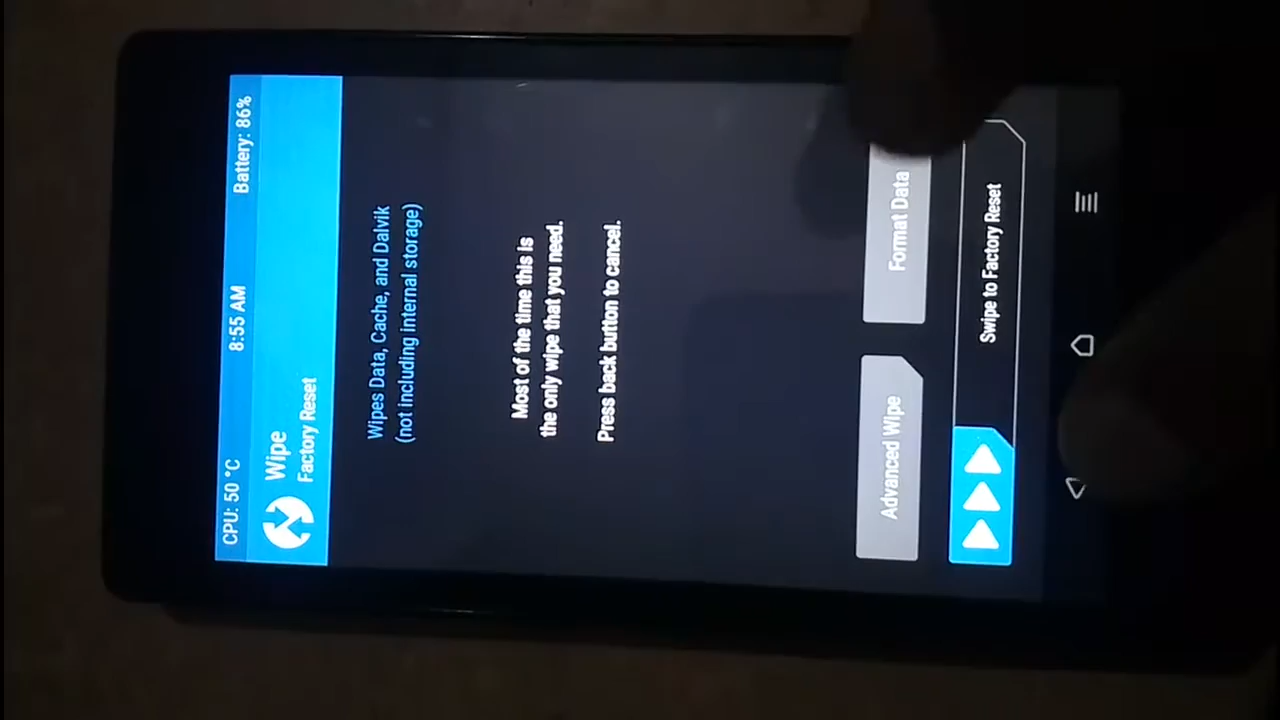 CPU: 50 °C 8:55 AM Battery: 86%
Wipe
Factory Reset
Wipes Data, Cache, and Dalvik
(not including internal storage)
Most of the time this is
the only wipe that you need.
Press back button to cancel.
Advanced Wipe Format Data
Swipe to Factory Reset